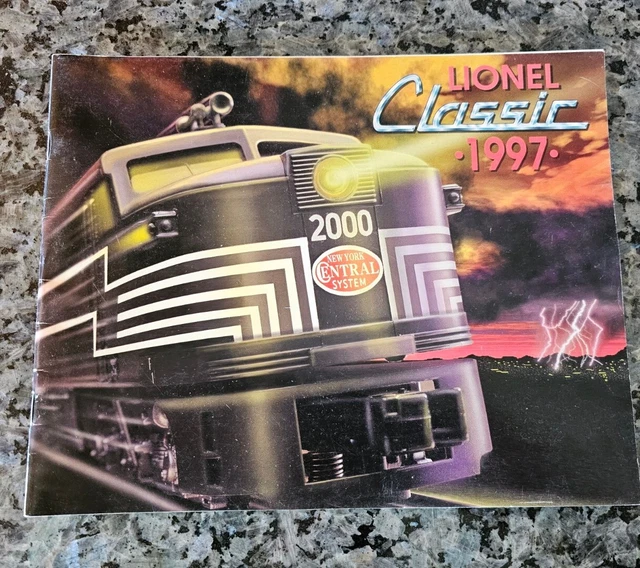 LIONEL
Classic
·1997·
2000
NEW YORK
CENTRAL
SYSTEM